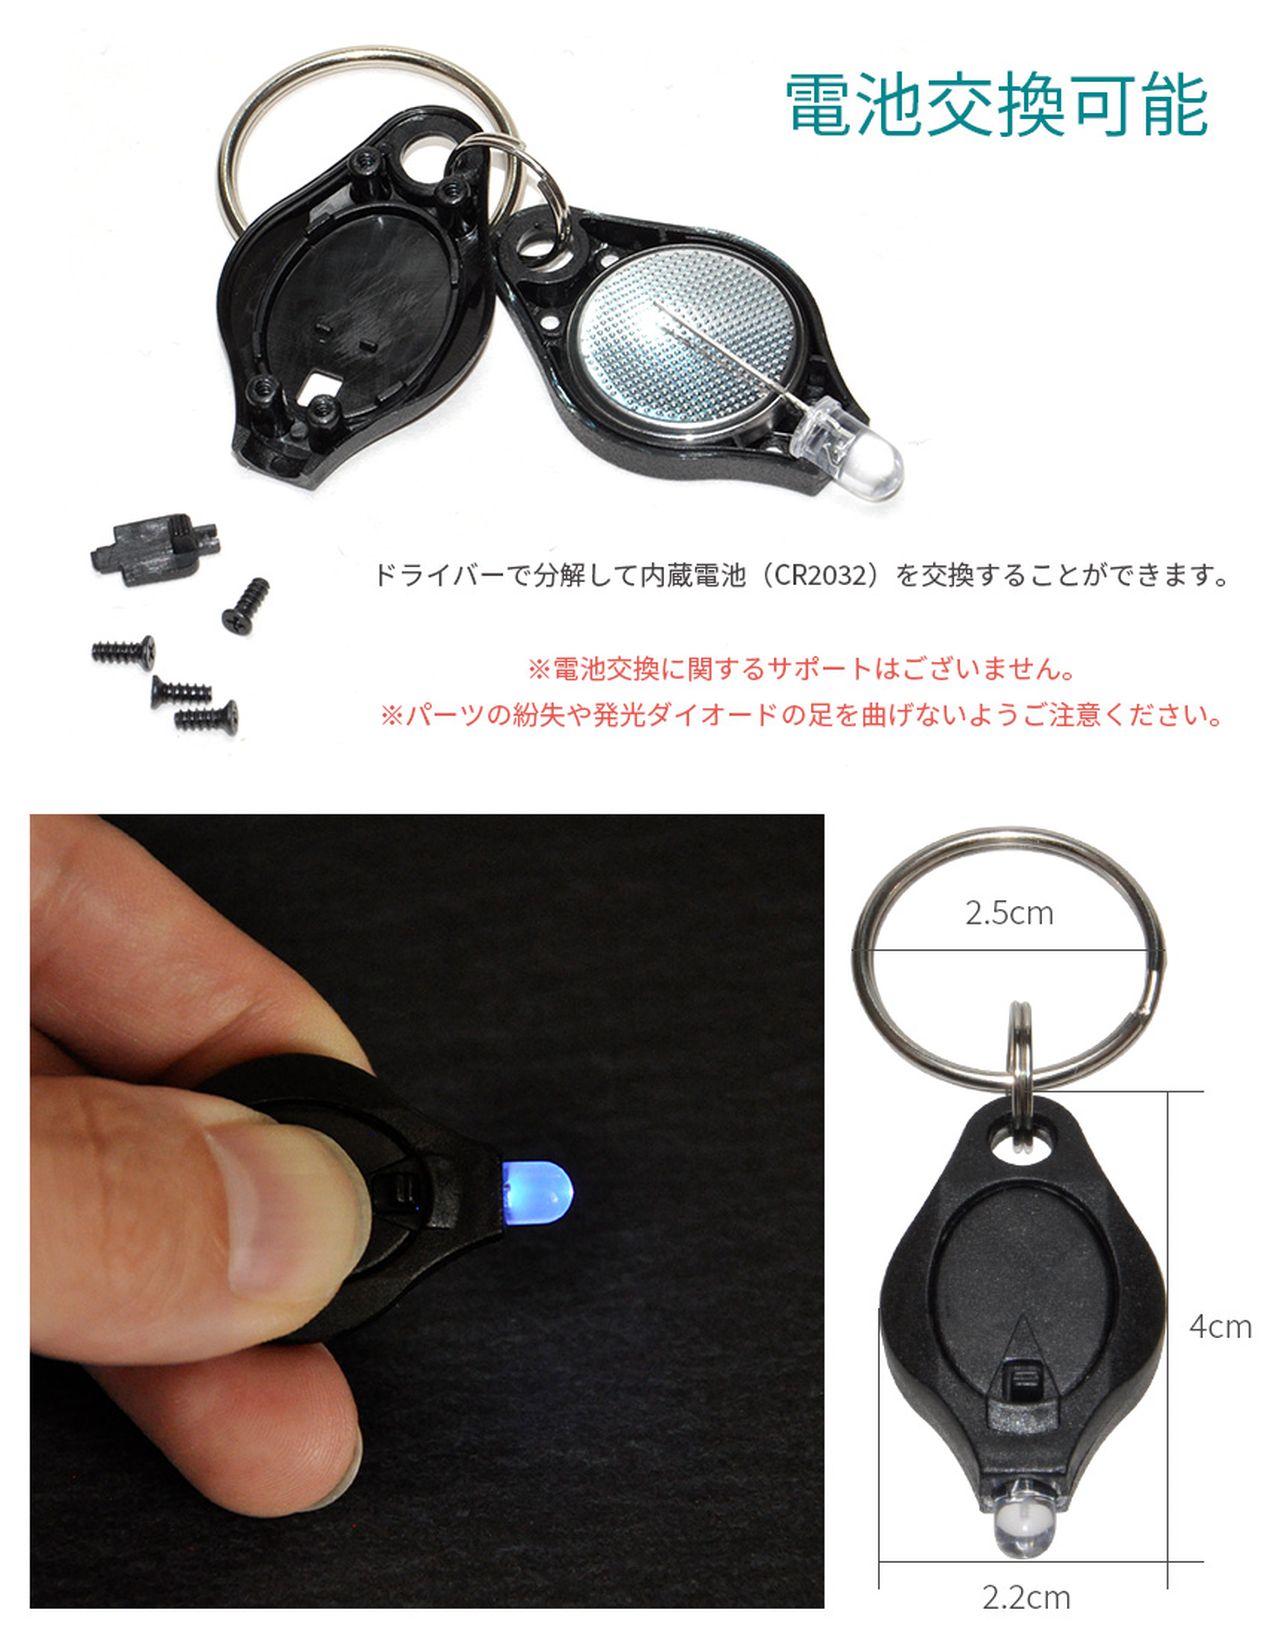 電池交換可能
ドライバーで分解して内蔵電池（CR2032）を交換することができます。
※電池交換に関するサポートはございません。
※パーツの紛失や発光ダイオードの足を曲げないようご注意ください。
2.5cm
4cm
2.2cm